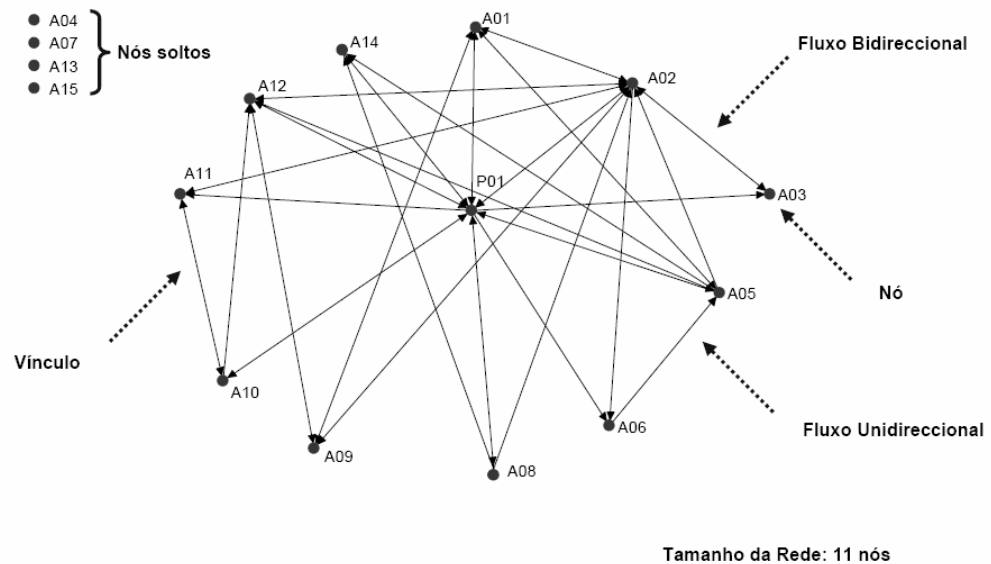 A04
A07
A13
A15
Nós soltos
A01
A14
A02
A12
Fluxo Bidireccional
A11
P01
A03
A05
Nó
Vínculo
A10
A06
Fluxo Unidireccional
A09
A08
Tamanho da Rede: 11 nós